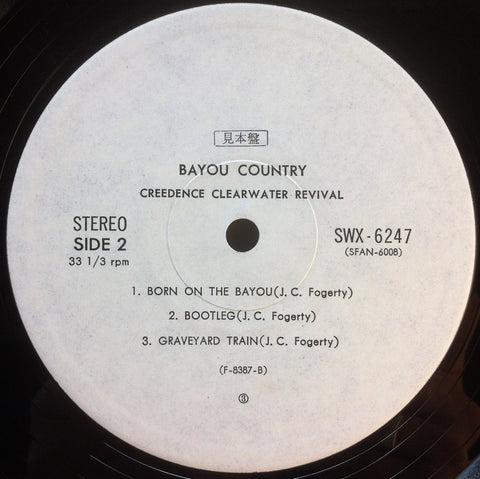 見本盤
BAYOU COUNTRY
CREEDENCE CLEARWATER REVIVAL
STEREO
SIDE 2
33 1/3 rpm
SWX-6247
(SFAN-6008)
1. BORN ON THE BAYOU(J. C. Fogerty)
2. BOOTLEG(J. C. Fogerty)
3. GRAVEYARD TRAIN(J. C. Fogerty)
(F-8387-B)